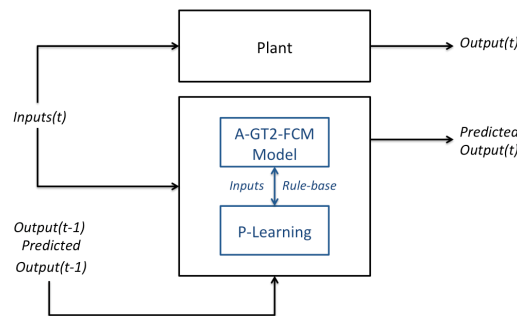 Plant
Output(t)
Inputs(t)
A-GT2-FCM
Model
Predicted
Output(t)
Inputs Rule-base
P-Learning
Output(t-1)
Predicted
Output(t-1)